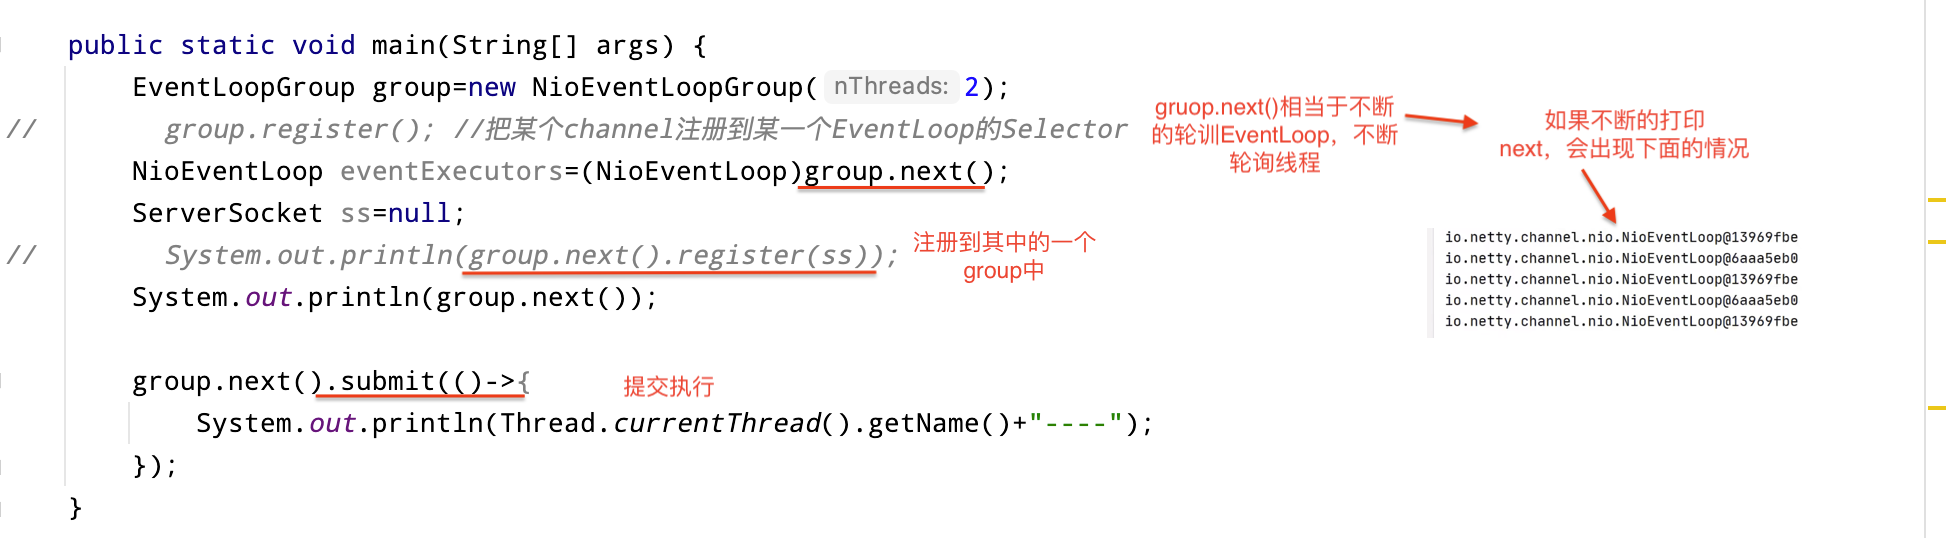 public static void main(String[] args) {
EventLoopGroup group=new NioEventLoopGroup( nThreads: 2);
// group.register(); //把某个channel注册到某一个EventLoop的Selector
NioEventLoop eventExecutors=(NioEventLoop)group.next();
ServerSocket ss=null;
// System.out.println(group.next().register(ss));
System.out.println(group.next());
group.next().submit(()->{
System.out.println(Thread.currentThread().getName()+"----");
});
}
gruop.next()相当于不断
的轮训EventLoop，不断
轮询线程
如果不断的打印
next，会出现下面的情况
注册到其中的一个
group中
提交执行
io.netty.channel.nio.NioEventLoop@13969fbe
io.netty.channel.nio.NioEventLoop@6aaa5eb0
io.netty.channel.nio.NioEventLoop@13969fbe
io.netty.channel.nio.NioEventLoop@6aaa5eb0
io.netty.channel.nio.NioEventLoop@13969fbe